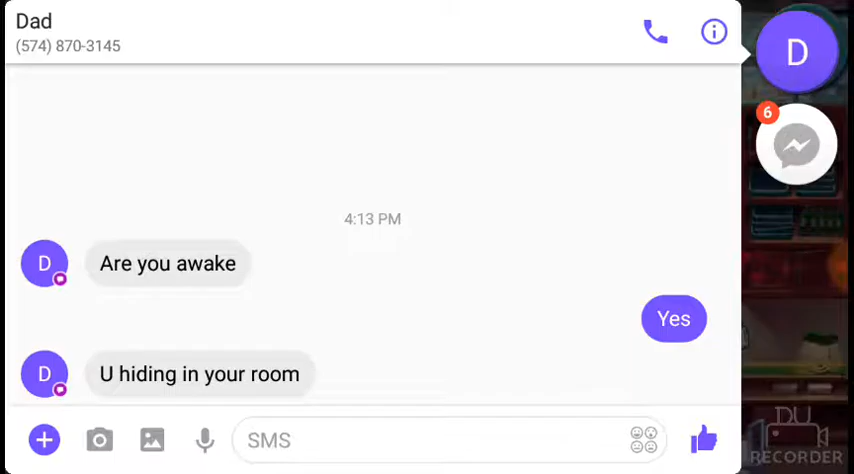 Dad
(574) 870-3145
D
6
4:13 PM
D
Are you awake
Yes
D
U hiding in your room
SMS
DU
RECORDER